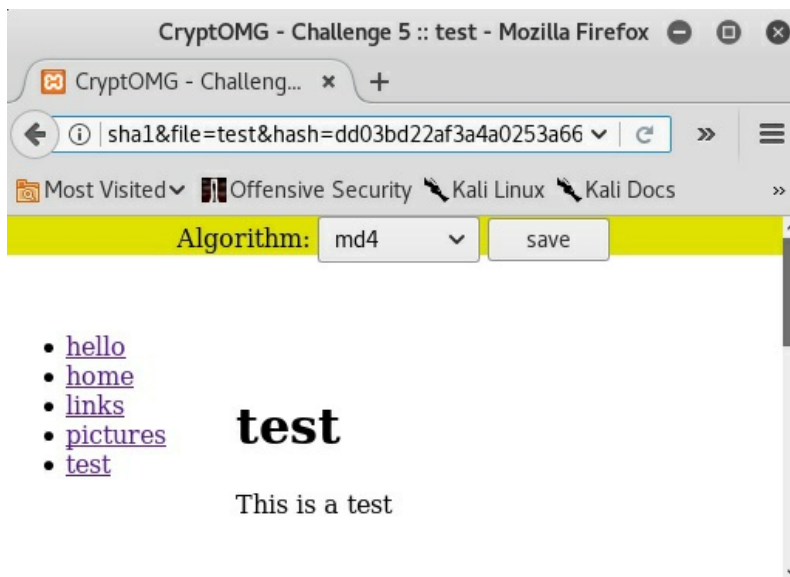 CryptOMG - Challenge 5 :: test - Mozilla Firefox
CryptOMG - Challeng...
sha1&file=test&hash=dd03bd22af3a4a0253a66
Most Visited Offensive Security Kali Linux Kali Docs »
Algorithm: md4 save
hello
home
links
pictures
test
test
This is a test